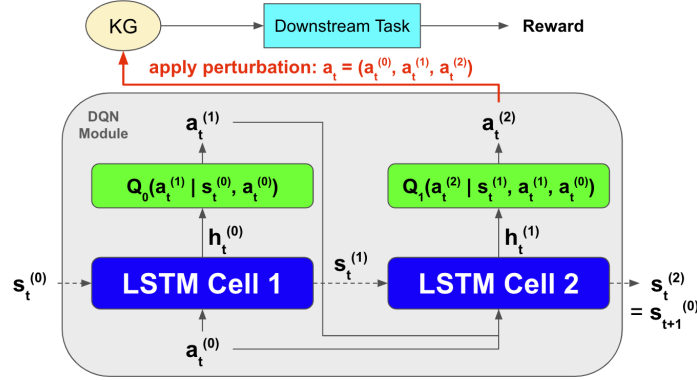 KG
Downstream Task
Reward
apply perturbation: a_t = (a_t^(0), a_t^(1), a_t^(2))
DQN
Module
a_t^(1)
a_t^(2)
Q_0(a_t^(1) | s_t^(0), a_t^(0))
Q_1(a_t^(2) | s_t^(1), a_t^(1), a_t^(0))
h_t^(0)
h_t^(1)
s_t^(0)
LSTM Cell 1
s_t^(1)
LSTM Cell 2
s_t^(2)
= s_t+1^(0)
a_t^(0)